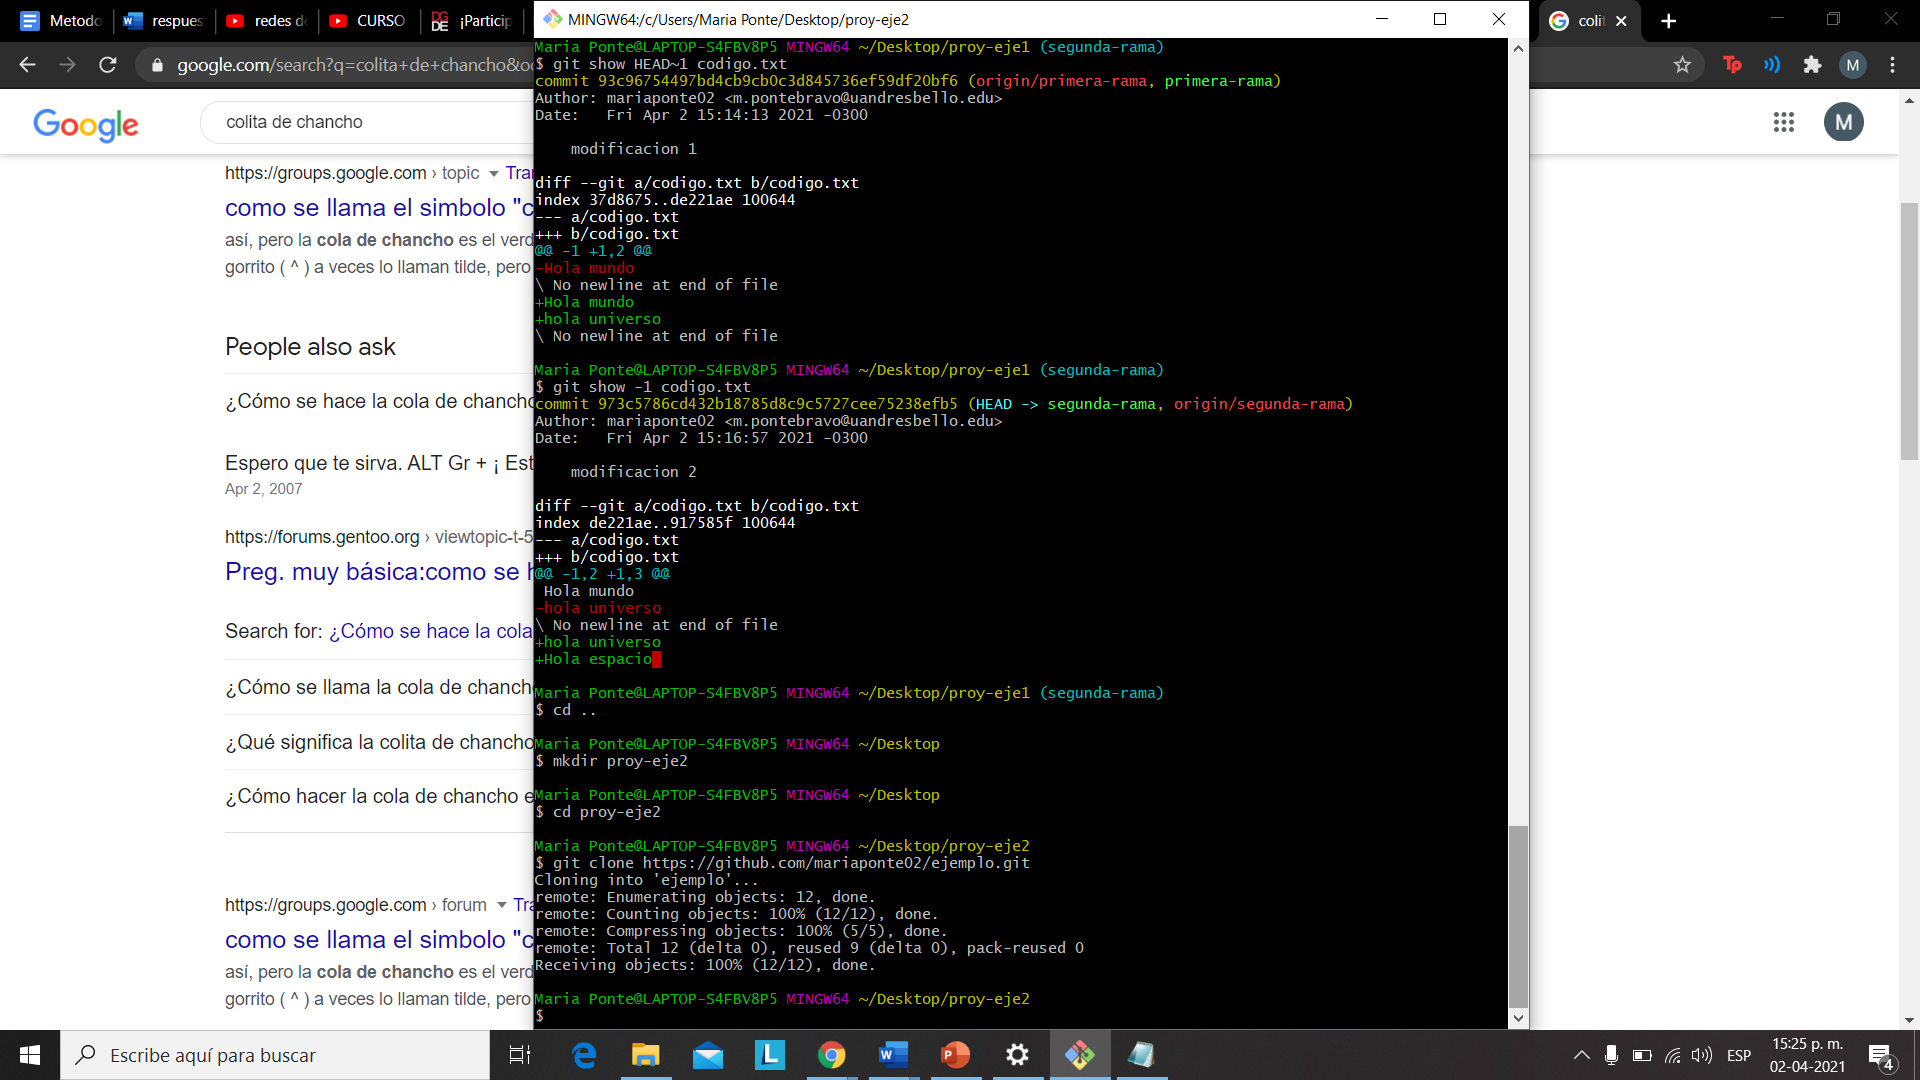 Metodo
respues
redes d
CURSO
¡Particip
MINGW64:/c/Users/Maria Ponte/Desktop/proy-eje2
coli
google.com/search?q=colita+de+chancho&
M
Google
colita de chancho
M
https://groups.google.com › topic
Tra
como se llama el simbolo "c
así, pero la cola de chancho es el verd
gorrito ( ^ ) a veces lo llaman tilde, pero
People also ask
¿Cómo se hace la cola de chancho
Espero que te sirva. ALT Gr + ¡ Est
Apr 2, 2007
https://forums.gentoo.org › viewtopic-t-5
Preg. muy básica:como se h
Search for: ¿Cómo se hace la cola
¿Cómo se llama la cola de chanch
¿Qué significa la colita de chancho
¿Cómo hacer la cola de chancho e
https://groups.google.com › forum
Tra
como se llama el simbolo "c
así, pero la cola de chancho es el verd
gorrito ( ^ ) a veces lo llaman tilde, pero
Maria Ponte@LAPTOP-S4FBV8P5 MINGW64 ~/Desktop/proy-eje1 (segunda-rama)
$ git show HEAD~1 codigo.txt
commit 93c96754497bd4cb9cb0c3d845736ef59df20bf6 (origin/primera-rama, primera-rama)
Author: mariaponte02 <m.pontebravo@uandresbello.edu>
Date:   Fri Apr 2 15:14:13 2021 -0300
modificacion 1
diff --git a/codigo.txt b/codigo.txt
index 37d8675..de221ae 100644
--- a/codigo.txt
+++ b/codigo.txt
@@ -1 +1,2 @@
-Hola mundo
\ No newline at end of file
+Hola mundo
+hola universo
\ No newline at end of file
Maria Ponte@LAPTOP-S4FBV8P5 MINGW64 ~/Desktop/proy-eje1 (segunda-rama)
$ git show -1 codigo.txt
commit 973c5786cd432b18785d8c9c5727cee75238efb5 (HEAD -> segunda-rama, origin/segunda-rama)
Author: mariaponte02 <m.pontebravo@uandresbello.edu>
Date:   Fri Apr 2 15:16:57 2021 -0300
modificacion 2
diff --git a/codigo.txt b/codigo.txt
index de221ae..917585f 100644
--- a/codigo.txt
+++ b/codigo.txt
@@ -1,2 +1,3 @@
Hola mundo
-hola universo
\ No newline at end of file
+hola universo
+Hola espacio
Maria Ponte@LAPTOP-S4FBV8P5 MINGW64 ~/Desktop/proy-eje1 (segunda-rama)
$ cd ..
Maria Ponte@LAPTOP-S4FBV8P5 MINGW64 ~/Desktop
$ mkdir proy-eje2
Maria Ponte@LAPTOP-S4FBV8P5 MINGW64 ~/Desktop
$ cd proy-eje2
Maria Ponte@LAPTOP-S4FBV8P5 MINGW64 ~/Desktop/proy-eje2
$ git clone https://github.com/mariaponte02/ejemplo.git
Cloning into 'ejemplo'...
remote: Enumerating objects: 12, done.
remote: Counting objects: 100% (12/12), done.
remote: Compressing objects: 100% (5/5), done.
remote: Total 12 (delta 0), reused 9 (delta 0), pack-reused 0
Receiving objects: 100% (12/12), done.
Maria Ponte@LAPTOP-S4FBV8P5 MINGW64 ~/Desktop/proy-eje2
$
Escribe aquí para buscar
ESP
15:25 p. m.
02-04-2021
4